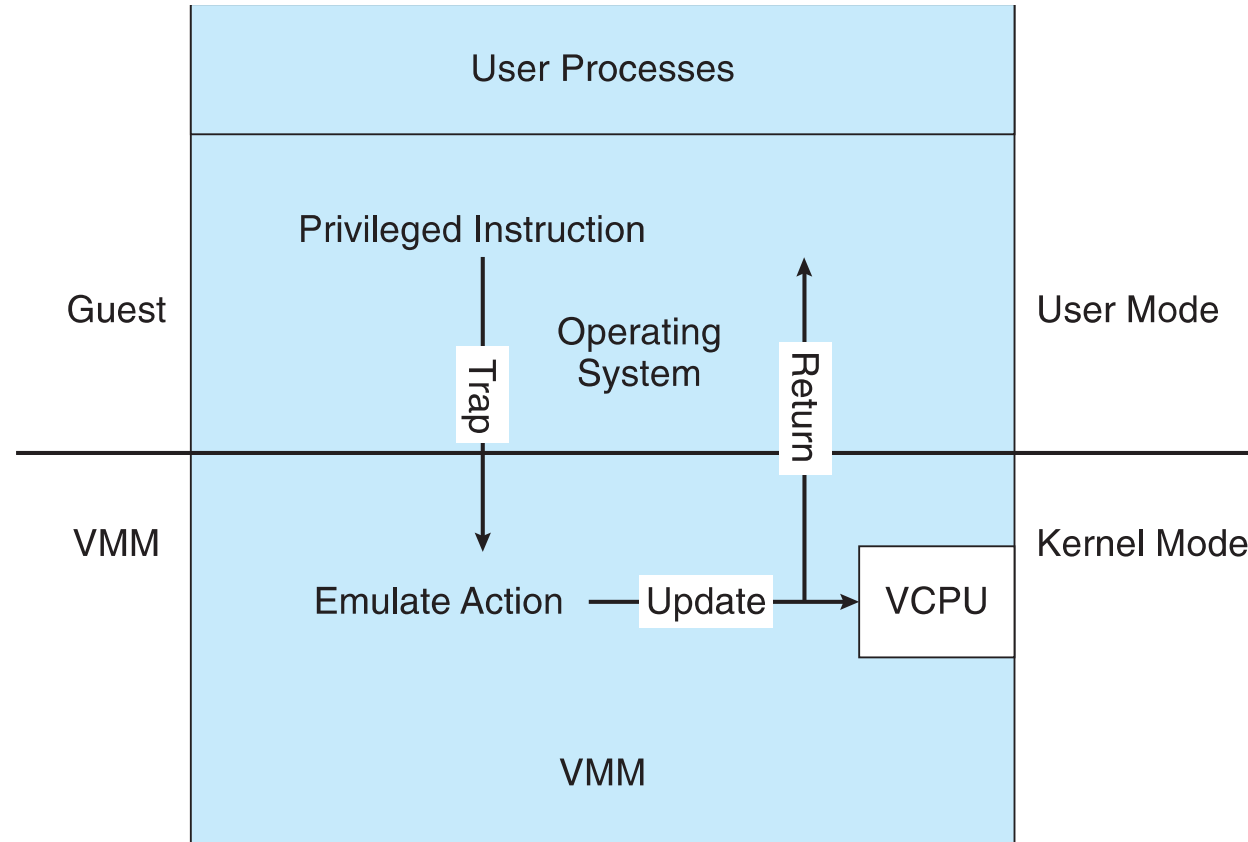 User Processes
Privileged Instruction
Guest
User Mode
Operating
System
Trap
Return
VMM
Kernel Mode
Emulate Action
Update
VCPU
VMM